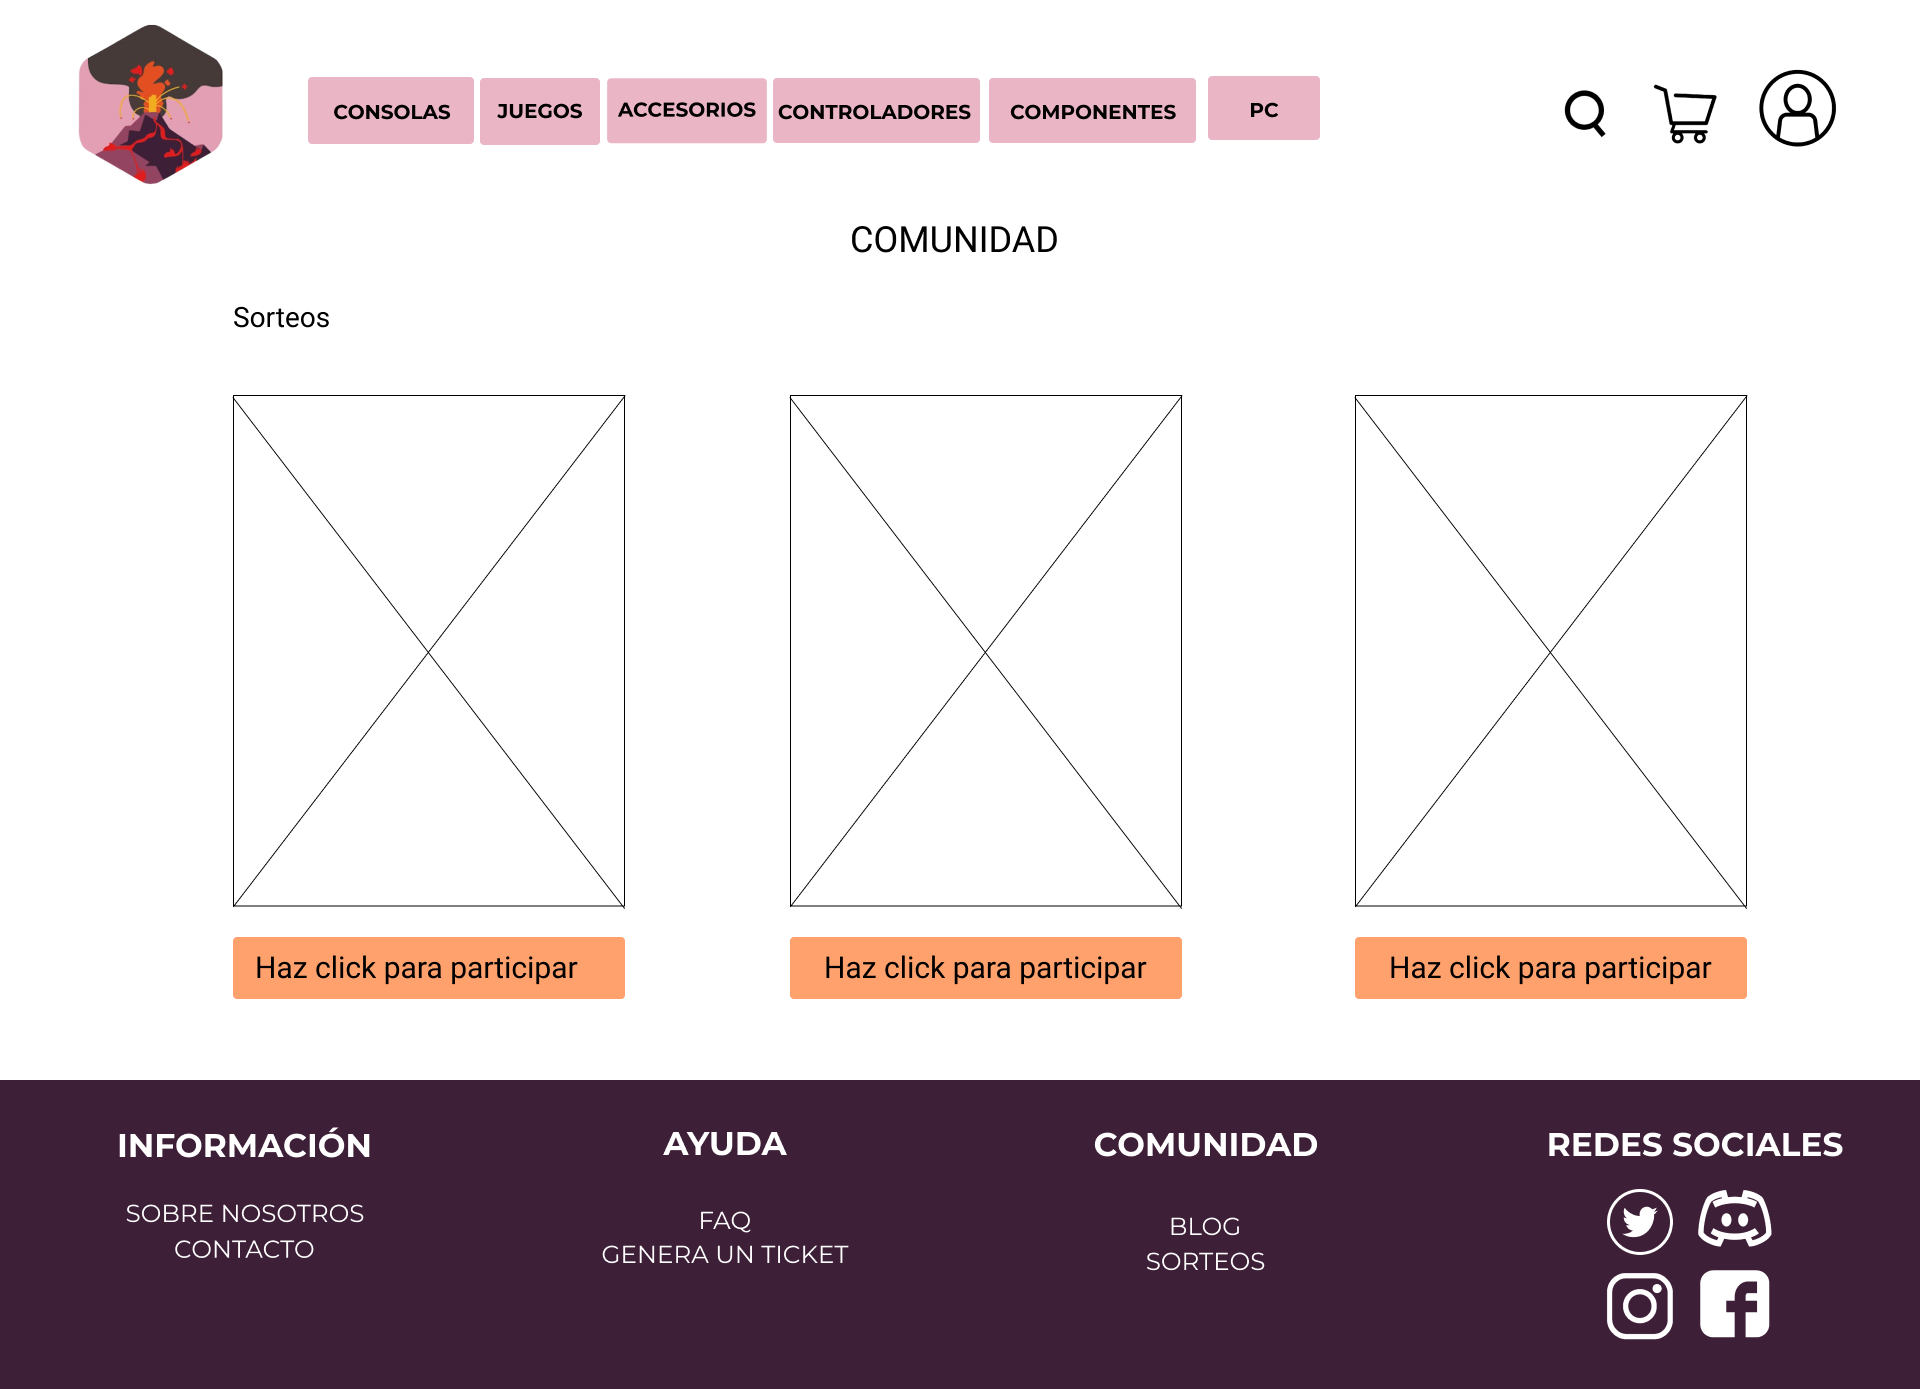 CONSOLAS
JUEGOS
ACCESORIOS
CONTROLADORES
COMPONENTES
PC
COMUNIDAD
Sorteos
Haz click para participar
Haz click para participar
Haz click para participar
INFORMACIÓN
SOBRE NOSOTROS
CONTACTO
AYUDA
FAQ
GENERA UN TICKET
COMUNIDAD
BLOG
SORTEOS
REDES SOCIALES